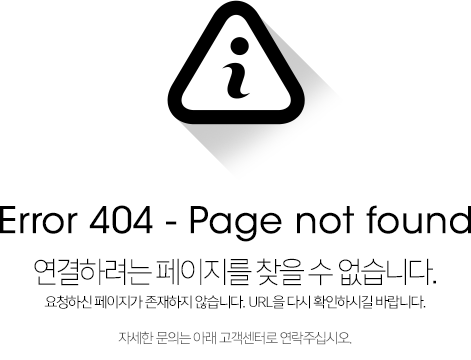 Error 404 - Page not found
연결하려는 페이지를 찾을 수 없습니다.
요청하신 페이지가 존재하지 않습니다. URL을 다시 확인하시길 바랍니다.
자세한 문의는 아래 고객센터로 연락주십시오.